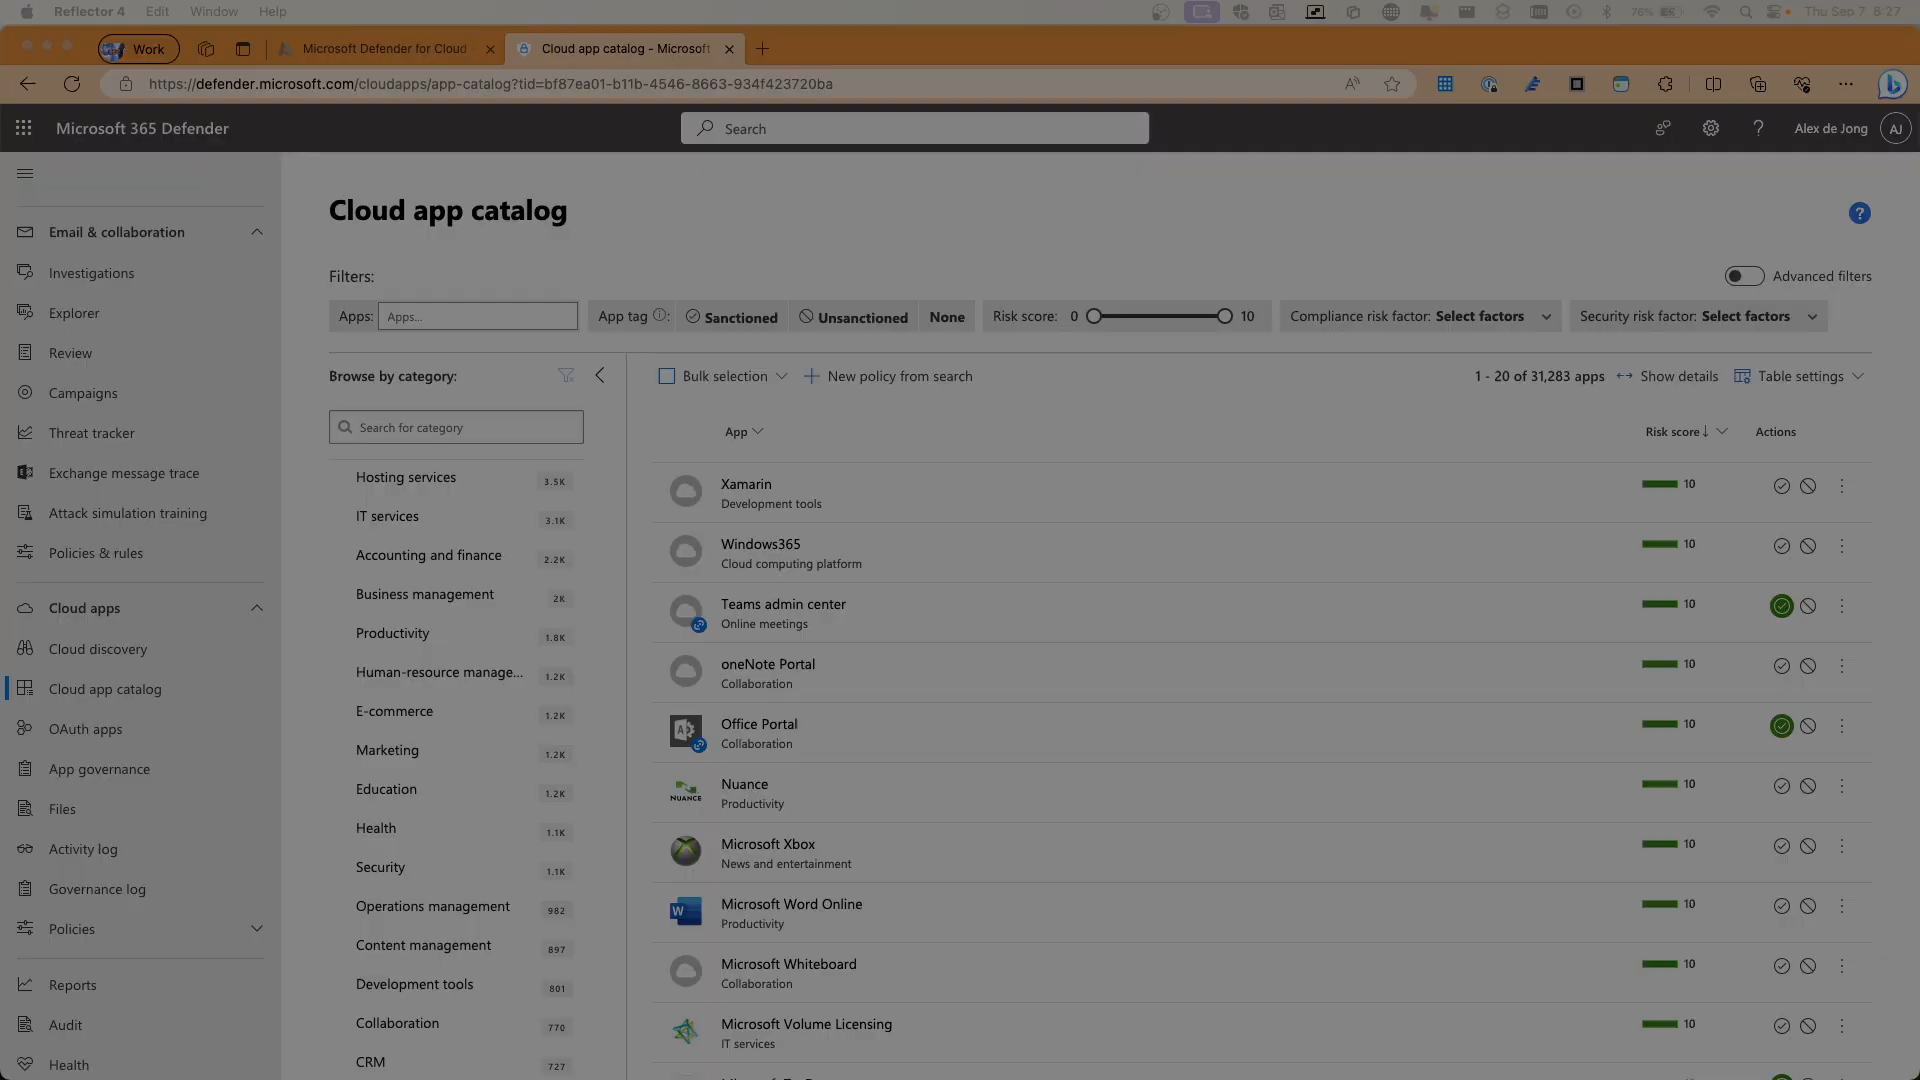 Reflector 4 Edit Window Help 76% Thu Sep 7 8:27
Work Microsoft Defender for Cloud Cloud app catalog - Microsoft
https://defender.microsoft.com/cloudapps/app-catalog?tid=bf87ea01-b11b-4546-8663-934f423720ba
Microsoft 365 Defender Search Alex de Jong AJ
Cloud app catalog
Filters: Advanced filters
Apps: Apps... App tag : Sanctioned Unsanctioned None Risk score: 0 10 Compliance risk factor: Select factors Security risk factor: Select factors
Email & collaboration
Investigations
Explorer
Review
Campaigns
Threat tracker
Exchange message trace
Attack simulation training
Policies & rules
Cloud apps
Cloud discovery
Cloud app catalog
OAuth apps
App governance
Files
Activity log
Governance log
Policies
Reports
Audit
Health
Browse by category:
Search for category
Hosting services 3.5K
IT services 3.1K
Accounting and finance 2.2K
Business management 2K
Productivity 1.8K
Human-resource manage... 1.2K
E-commerce 1.2K
Marketing 1.2K
Education 1.2K
Health 1.1K
Security 1.1K
Operations management 982
Content management 897
Development tools 801
Collaboration 770
CRM 727
Bulk selection New policy from search 1 - 20 of 31,283 apps Show details Table settings
App Risk score Actions
Xamarin 10
Development tools
Windows365 10
Cloud computing platform
Teams admin center 10
Online meetings
oneNote Portal 10
Collaboration
Office Portal 10
Collaboration
Nuance 10
NUANCE Productivity
Microsoft Xbox 10
News and entertainment
Microsoft Word Online 10
Productivity
Microsoft Whiteboard 10
Collaboration
Microsoft Volume Licensing 10
IT services